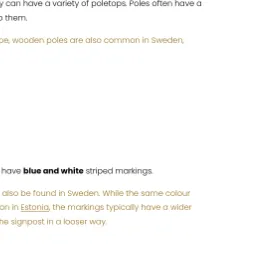 y can have a variety of poletops. Poles often have a
o them.
pe, wooden poles are also common in Sweden,
have blue and white striped markings.
also be found in Sweden. While the same colour
on in Estonia, the markings typically have a wider
he signpost in a looser way.